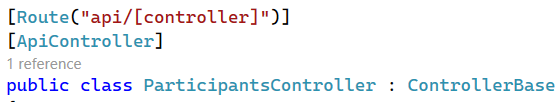 [Route("api/[controller]")]
[ApiController]
1 reference
public class ParticipantsController : ControllerBase